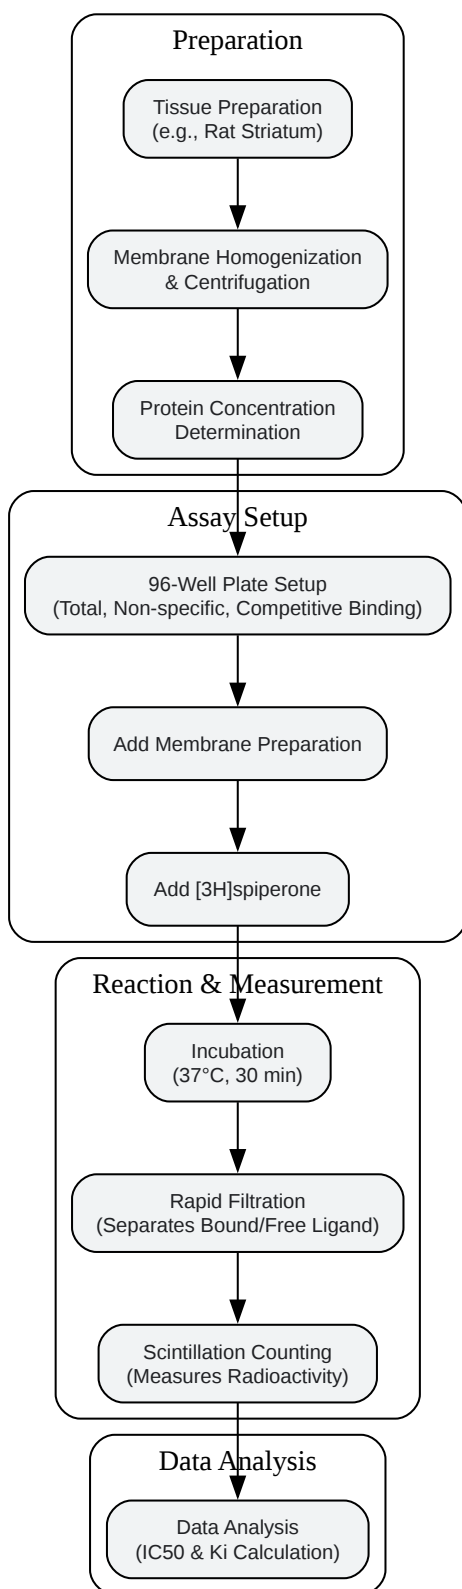 Preparation
Tissue Preparation
(e.g., Rat Striatum)
Membrane Homogenization
& Centrifugation
Protein Concentration
Determination
Assay Setup
96-Well Plate Setup
(Total, Non-specific, Competitive Binding)
Add Membrane Preparation
Add [3H]spiperone
Reaction & Measurement
Incubation
(37°C, 30 min)
Rapid Filtration
(Separates Bound/Free Ligand)
Scintillation Counting
(Measures Radioactivity)
Data Analysis
Data Analysis
(IC50 & Ki Calculation)